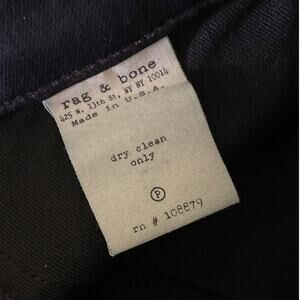 rag & bone
425 W. 13th St, NY NY 10014
Made in U.S.A.
dry clean
only
P
rn # 108879